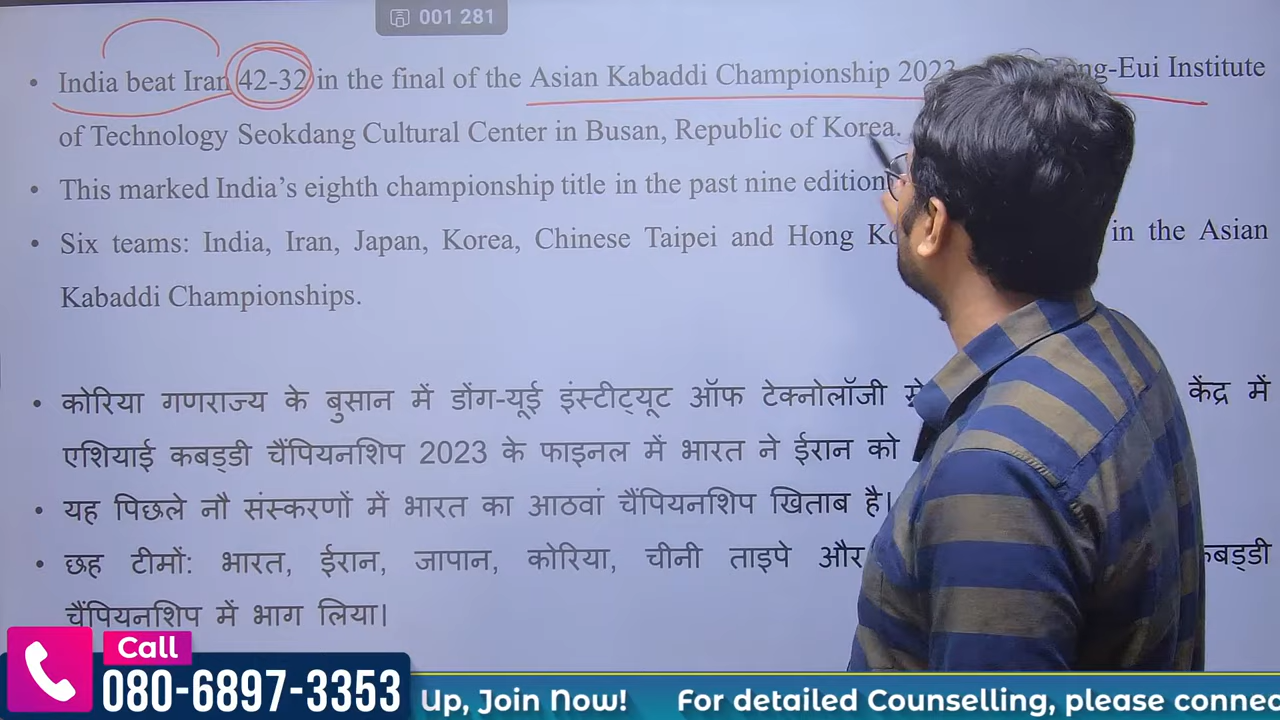 001 281
• India beat Iran 42-32 in the final of the Asian Kabaddi Championship 2023 Dong-Eui Institute
of Technology Seokdang Cultural Center in Busan, Republic of Korea.
• This marked India's eighth championship title in the past nine edition
• Six teams: India, Iran, Japan, Korea, Chinese Taipei and Hong in the Asian
Kabaddi Championships.
• कोरिया गणराज्य के बुसान में डोंग-यूई इंस्टीट्यूट ऑफ टेक्नोलॉजी केंद्र में
एशियाई कबड्डी चैंपियनशिप 2023 के फाइनल में भारत ने ईरान को
• यह पिछले नौ संस्करणों में भारत का आठवां चैंपियनशिप खिताब है।
• छह टीमों: भारत, ईरान, जापान, कोरिया, चीनी ताइपे और कबड्डी
चैंपियनशिप में भाग लिया।
Call
080-6897-3353
Up, Join Now! For detailed Counselling, please connec